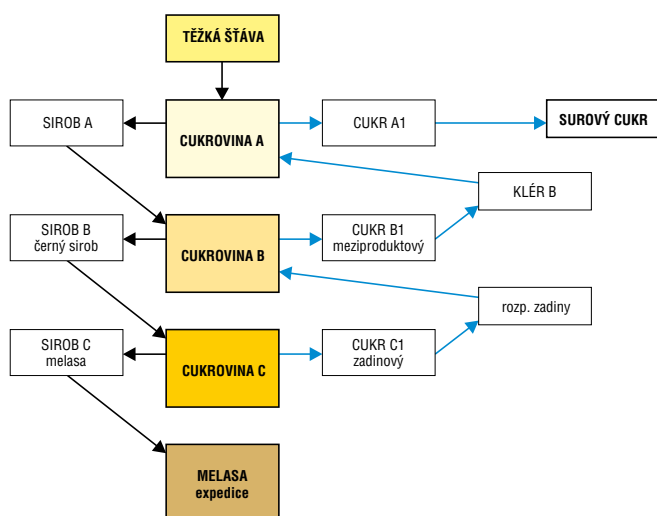 TĚŽKÁ ŠŤÁVA
SIROB A
CUKROVINA A
CUKR A1
SUROVÝ CUKR
KLÉR B
SIROB B
černý sirob
CUKROVINA B
CUKR B1
meziproduktový
rozp. zadiny
SIROB C
melasa
CUKROVINA C
CUKR C1
zadinový
MELASA
expedice